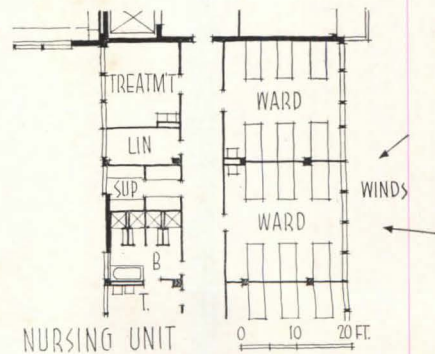 TREATM'T
WARD
LIN
SUP
WINDS
WARD
B
T.
NURSING UNIT
0 10 20 FT.